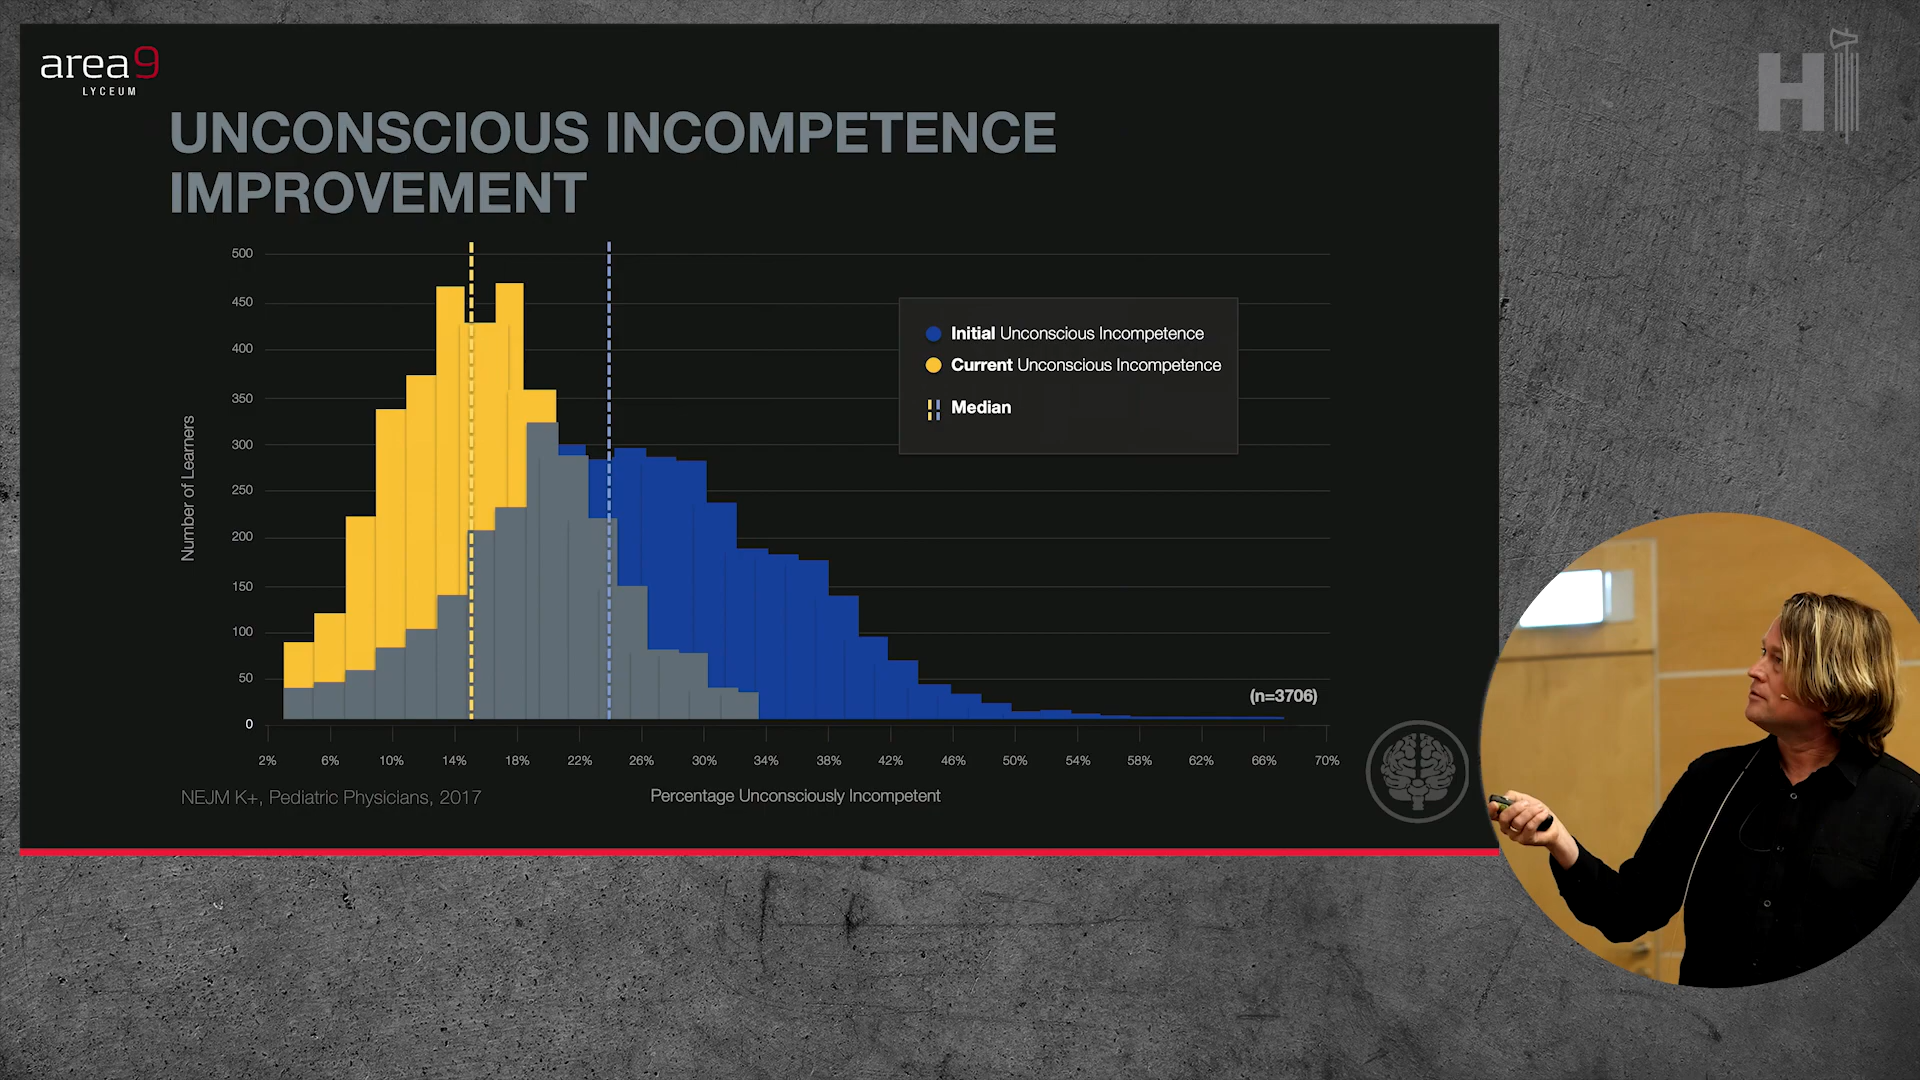 area9
LYCEUM
H
UNCONSCIOUS INCOMPETENCE
IMPROVEMENT
500
450
400
350
300
250
200
150
100
50
0
Number of Learners
Initial Unconscious Incompetence
Current Unconscious Incompetence
Median
(n=3706)
2% 6% 10% 14% 18% 22% 26% 30% 34% 38% 42% 46% 50% 54% 58% 62% 66% 70%
NEJM K+, Pediatric Physicians, 2017
Percentage Unconsciously Incompetent